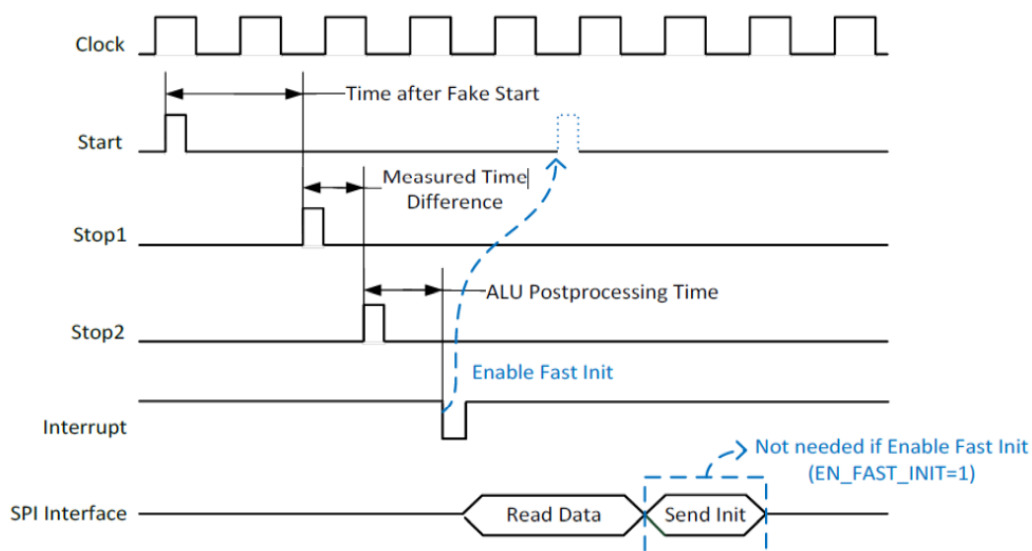 Clock
Time after Fake Start
Start
Measured Time
Difference
Stop1
ALU Postprocessing Time
Stop2
Enable Fast Init
Interrupt
Not needed if Enable Fast Init
(EN_FAST_INIT=1)
SPI Interface
Read Data
Send Init